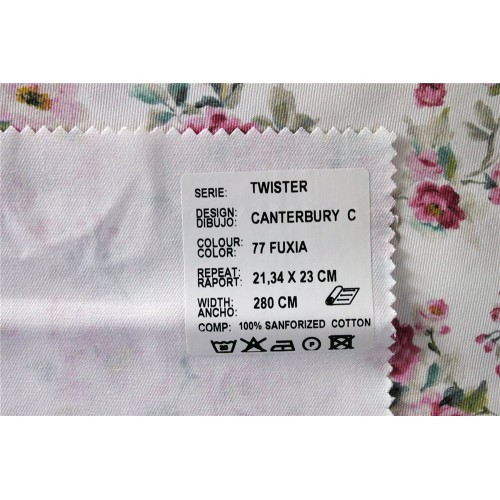 SERIE: TWISTER
DESIGN:
DIBUJO: CANTERBURY C
COLOUR:
COLOR: 77 FUXIA
REPEAT
RAPORT: 21,34 X 23 CM
WIDTH:
ANCHO: 280 CM
COMP: 100% SANFORIZED COTTON